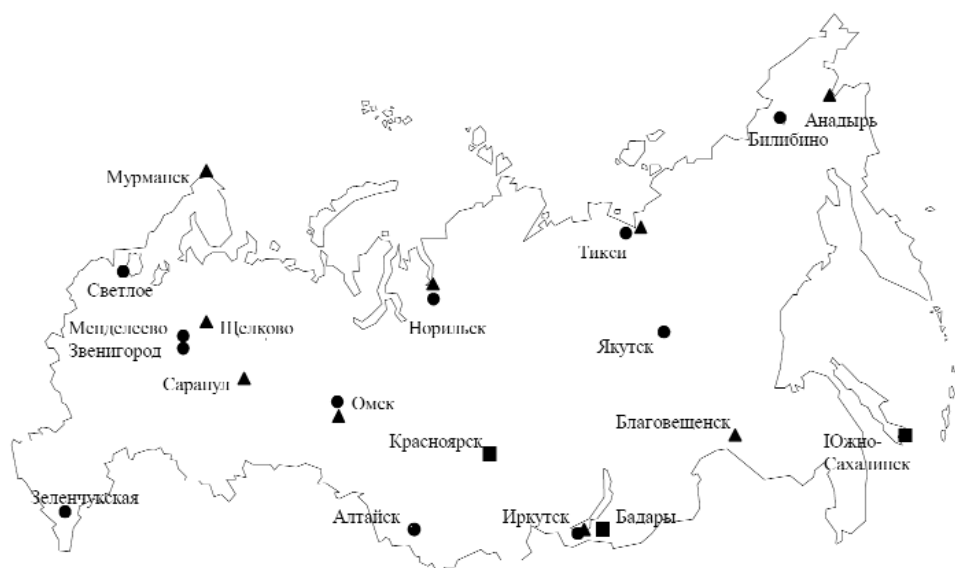 Анадырь
Билибино
Мурманск
Тикси
Светлое
Менделеево
Щелково
Звенигород
Норильск
Якутск
Сарапул
Омск
Благовещенск
Красноярск
Южно-
Сахалинск
Зеленчукская
Алтайск
Иркутск
Бадары